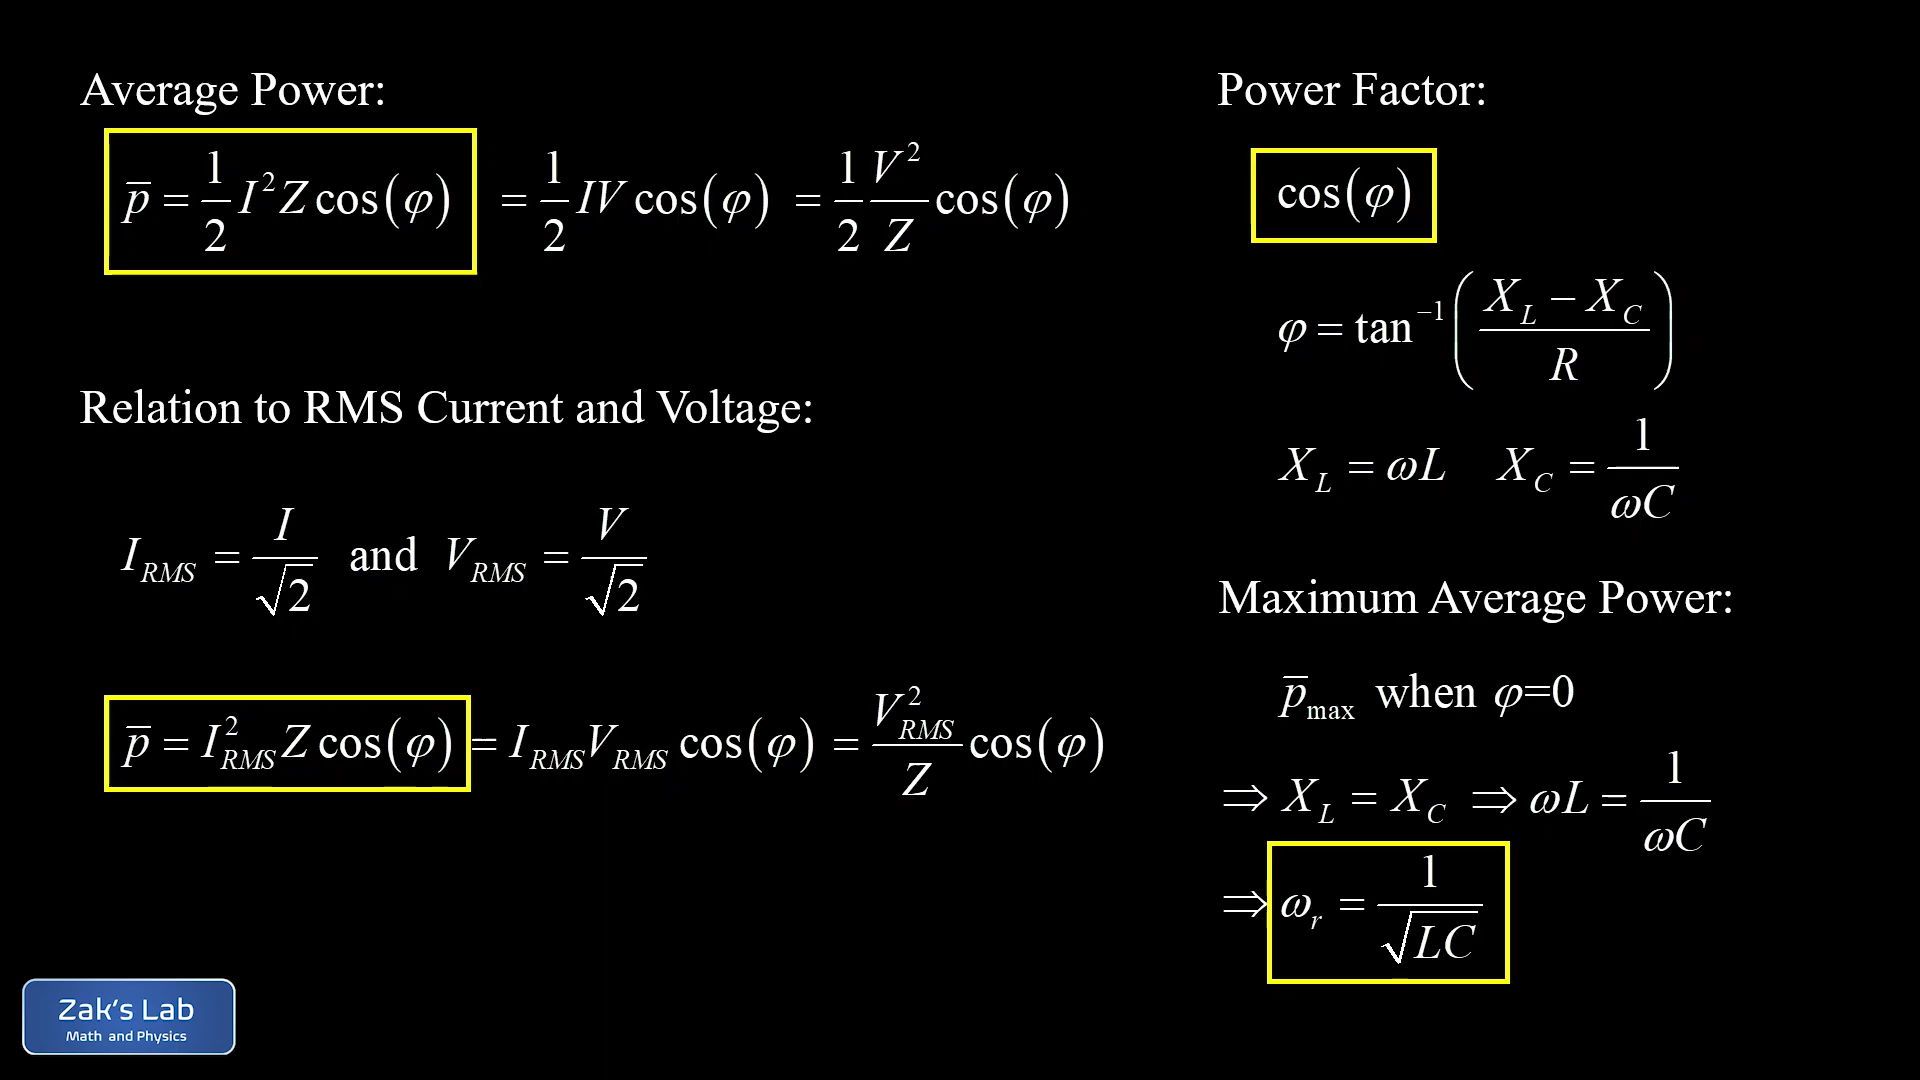 Average Power:
p̅ = 1/2 I² Z cos(φ) = 1/2 IV cos(φ) = 1/2 V²/Z cos(φ)
Relation to RMS Current and Voltage:
I_RMS = I/√2 and V_RMS = V/√2
p̅ = I²_RMS Z cos(φ) = I_RMS V_RMS cos(φ) = V²_RMS/Z cos(φ)
Power Factor:
cos(φ)
φ = tan⁻¹((X_L − X_C)/R)
X_L = ωL X_C = 1/(ωC)
Maximum Average Power:
p̅_max when φ=0
⇒ X_L = X_C ⇒ ωL = 1/(ωC)
⇒ ω_r = 1/√(LC)
Zak's Lab
Math and Physics